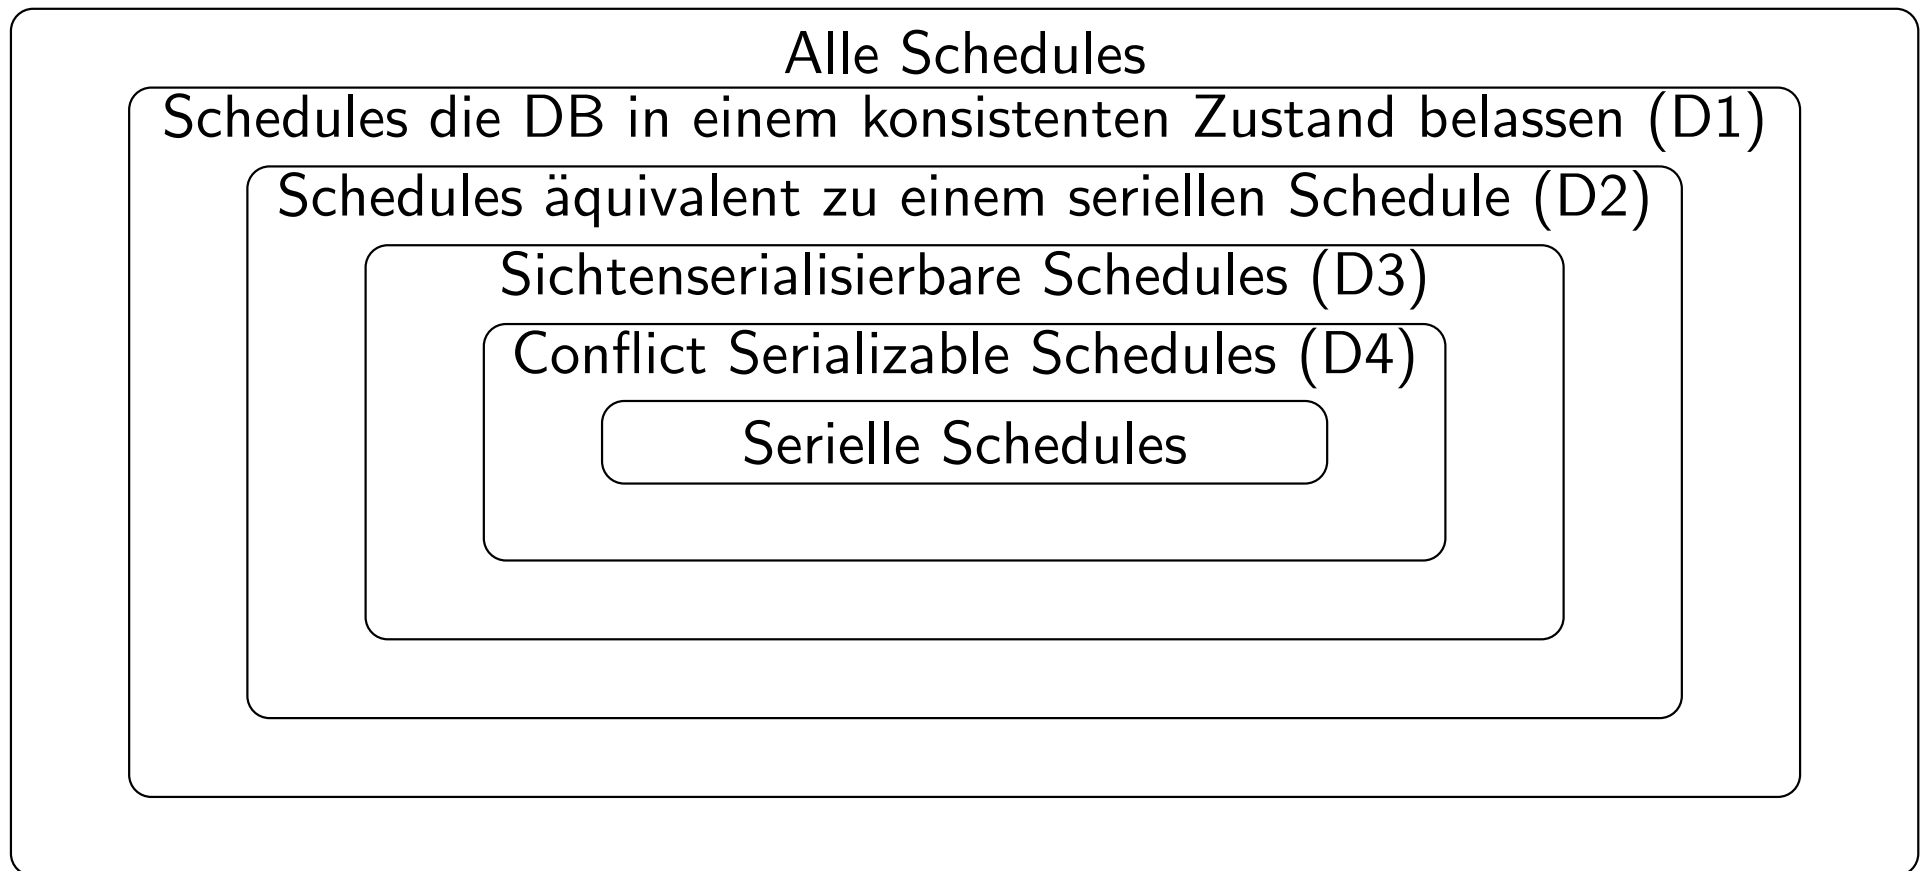 Alle Schedules
Schedules die DB in einem konsistenten Zustand belassen (D1)
Schedules äquivalent zu einem seriellen Schedule (D2)
Sichtenserialisierbare Schedules (D3)
Conflict Serializable Schedules (D4)
Serielle Schedules